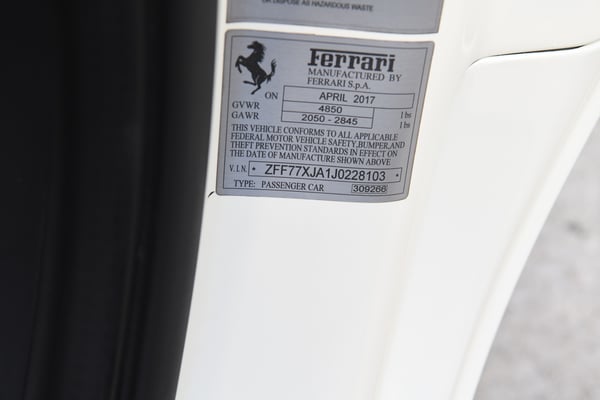 OR DISPOSE AS HAZARDOUS WASTE
Ferrari
MANUFACTURED BY
FERRARI S.p.A.
ON APRIL 2017
GVWR 4850 lbs
GAWR 2050 - 2845 lbs
THIS VEHICLE CONFORMS TO ALL APPLICABLE
FEDERAL MOTOR VEHICLE SAFETY, BUMPER, AND
THEFT PREVENTION STANDARDS IN EFFECT ON
THE DATE OF MANUFACTURE SHOWN ABOVE
V.I.N. * ZFF77XJA1J0228103 *
TYPE: PASSENGER CAR 309266